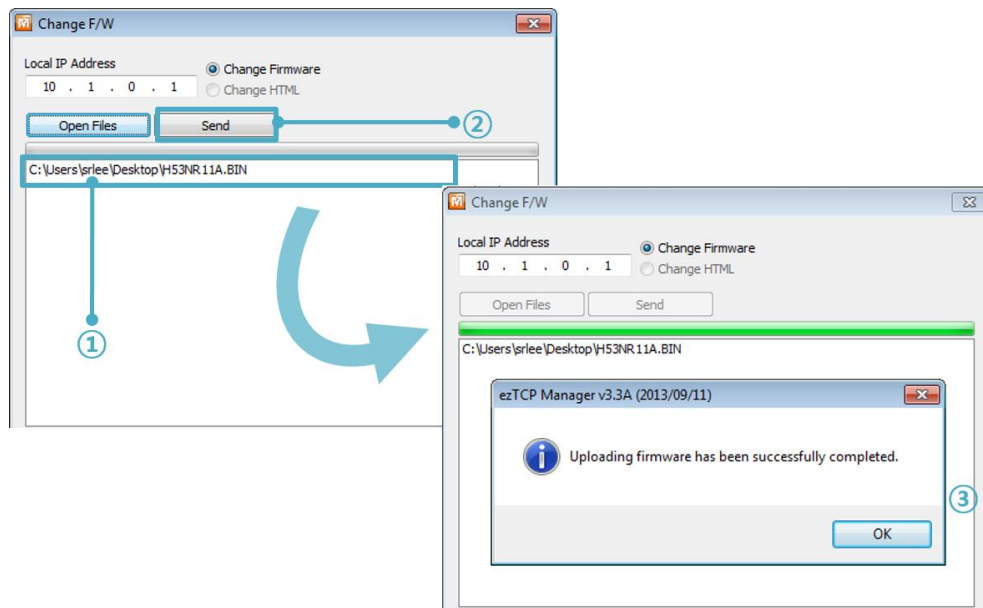 Change F/W
Local IP Address
10 . 1 . 0 . 1
Change Firmware
Change HTML
Open Files
Send
②
C:\Users\srlee\Desktop\H53NR11A.BIN
①
Change F/W
Local IP Address
10 . 1 . 0 . 1
Change Firmware
Change HTML
Open Files
Send
C:\Users\srlee\Desktop\H53NR11A.BIN
ezTCP Manager v3.3A (2013/09/11)
Uploading firmware has been successfully completed.
③
OK